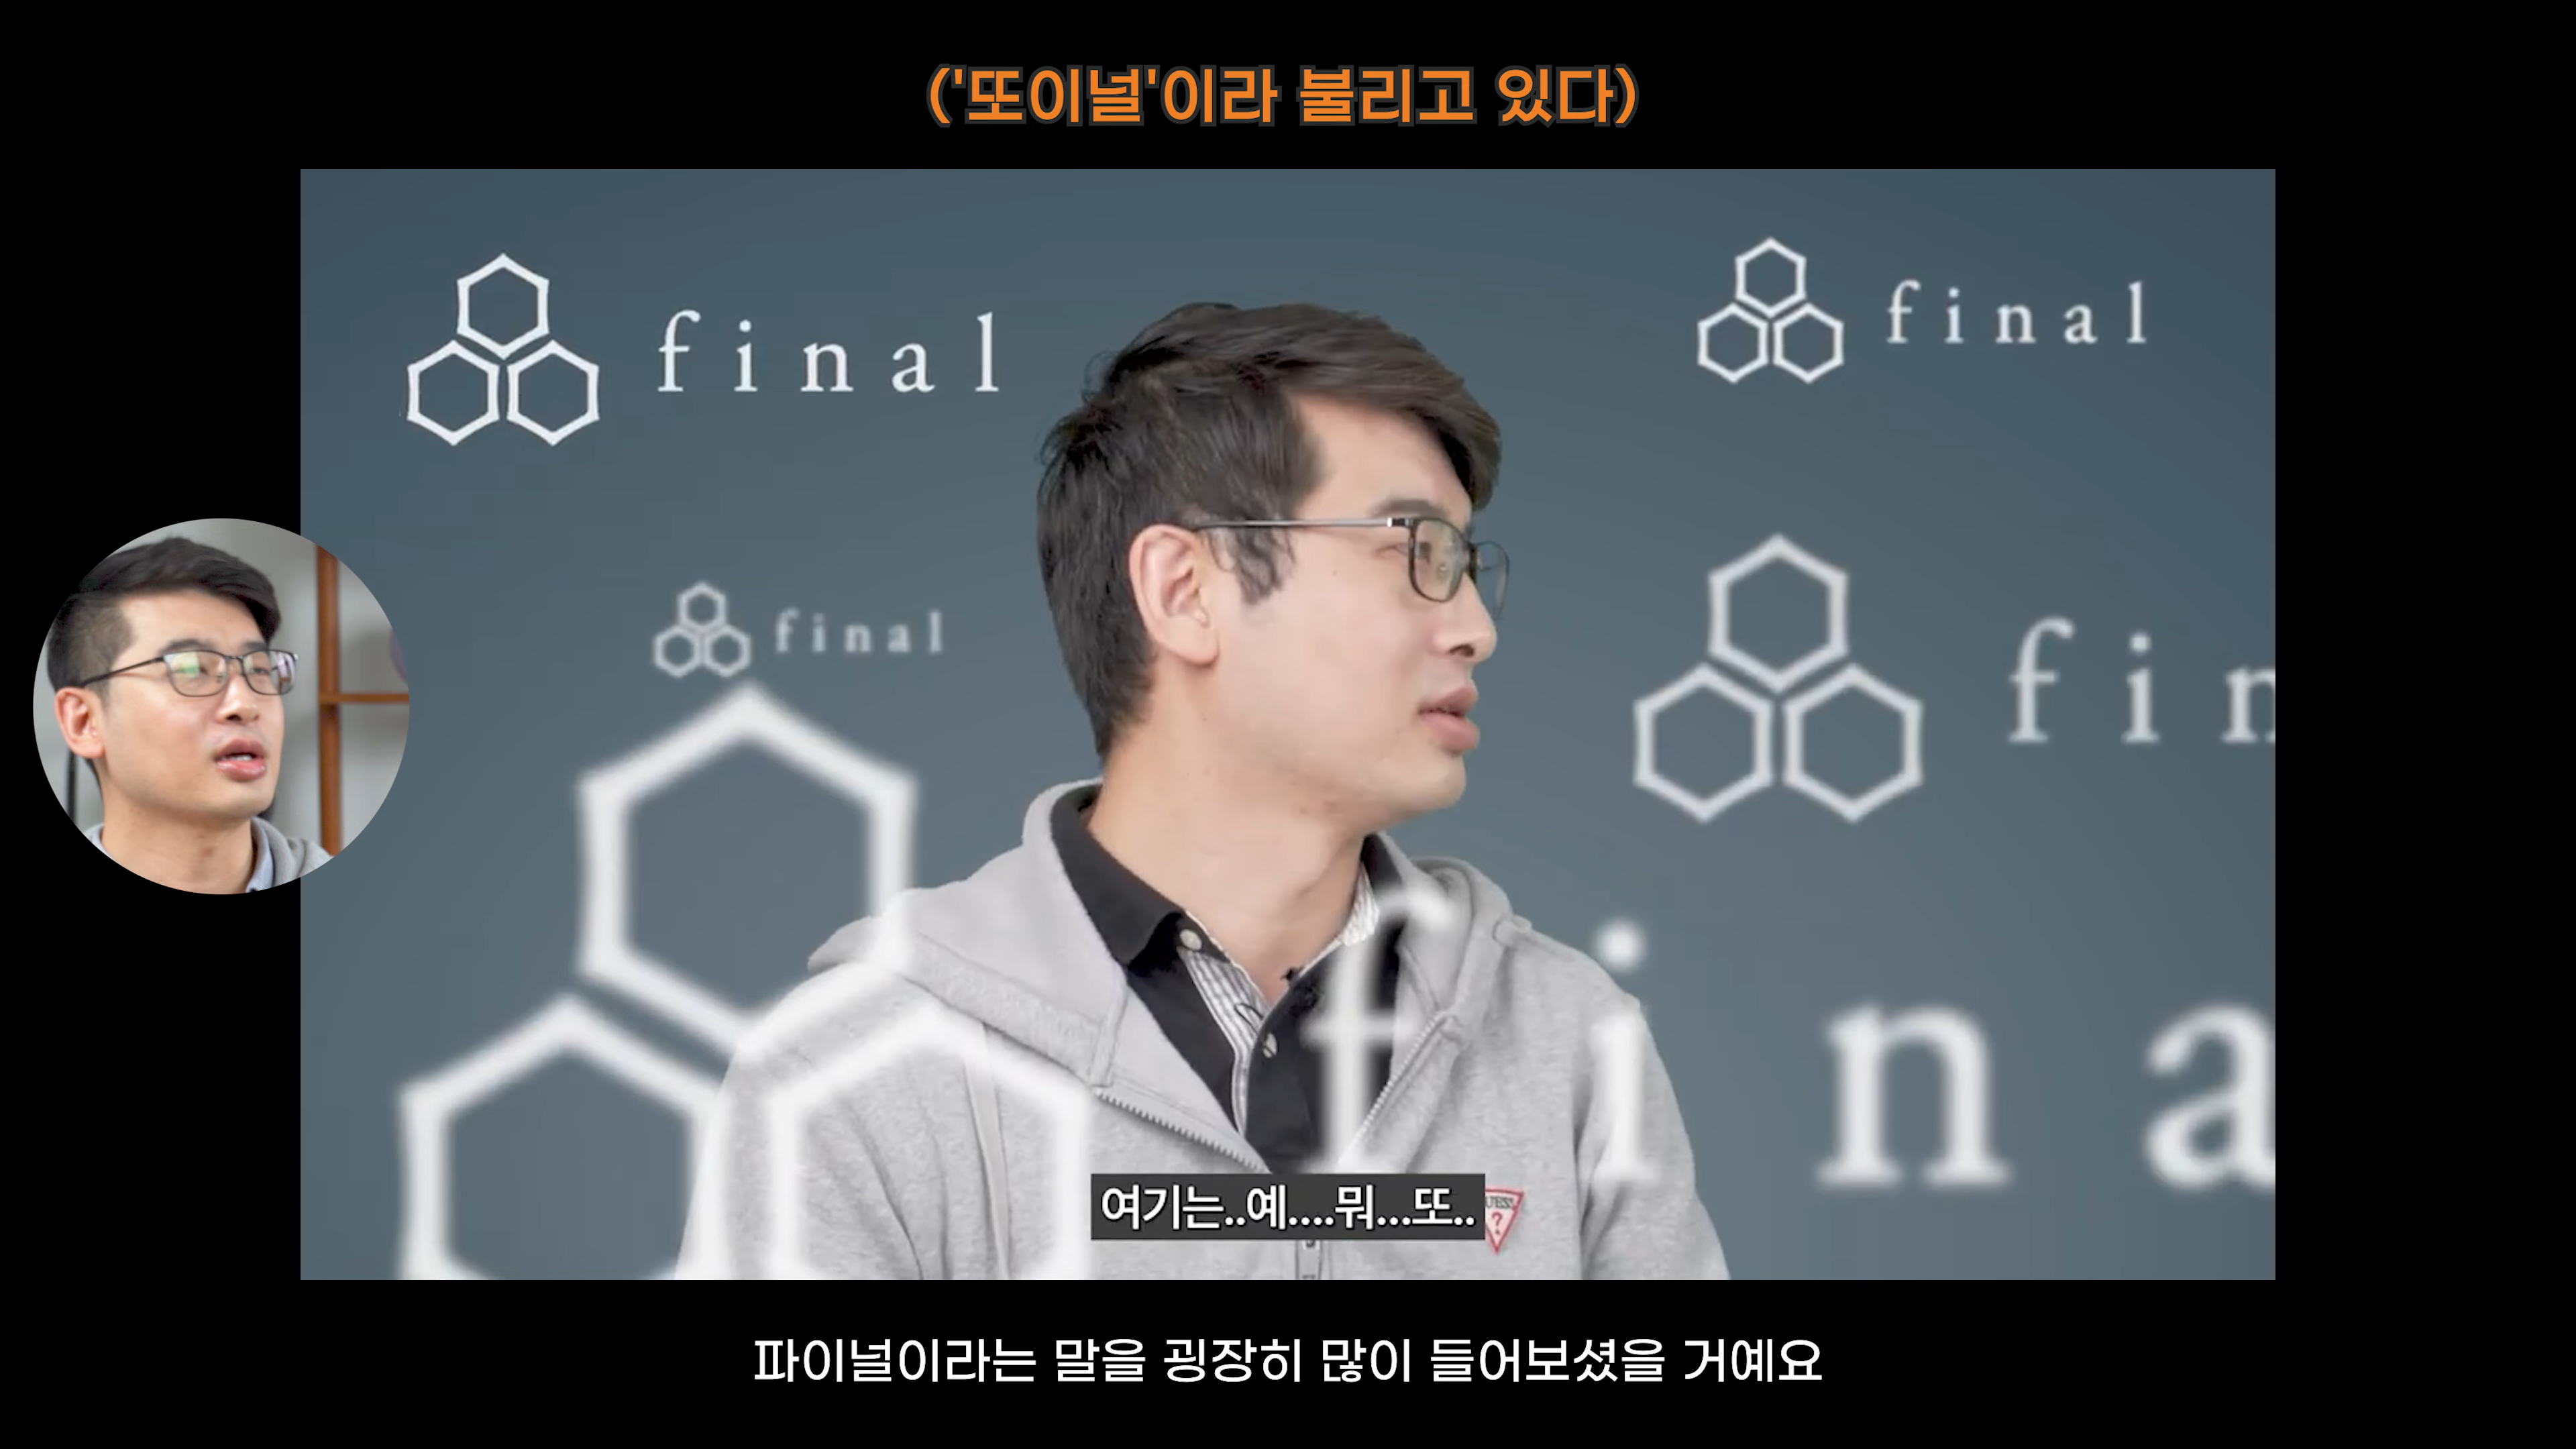 ('또이널'이라 불리고 있다)
final
final
final
fin
fina
여기는..예....뭐...또..
UESS
?
파이널이라는 말을 굉장히 많이 들어보셨을 거예요